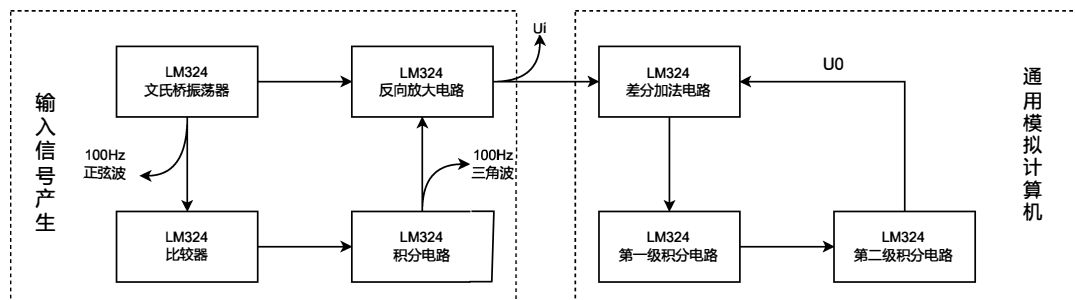 输入信号产生
LM324
文氏桥振荡器
LM324
反向放大电路
Ui
100Hz
正弦波
100Hz
三角波
LM324
比较器
LM324
积分电路
LM324
差分加法电路
U0
LM324
第一级积分电路
LM324
第二级积分电路
通用模拟计算机